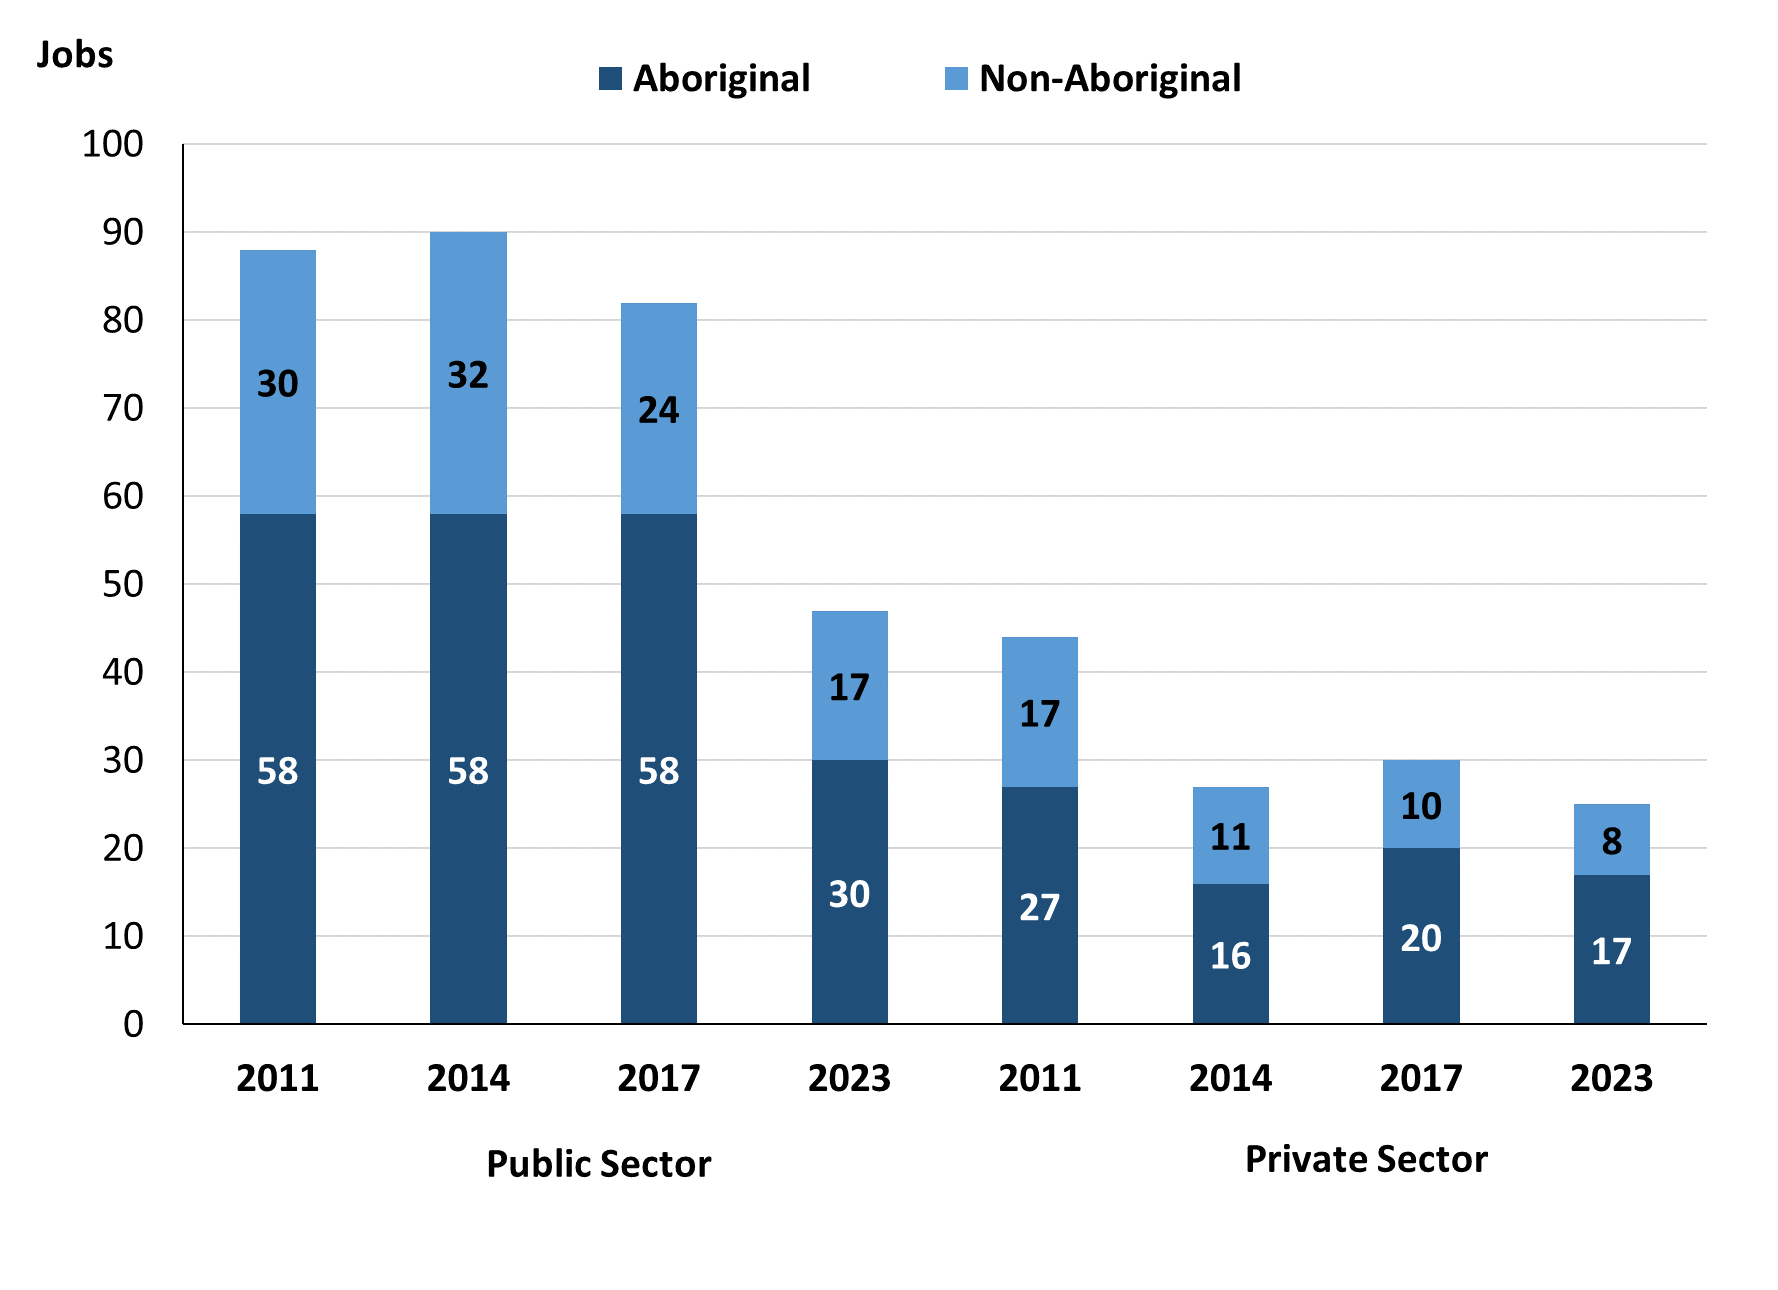 Jobs
Aboriginal Non-Aboriginal
100
90
80
70
60
50
40
30
20
10
0
30 32 24 17 17 11 10 8
58 58 58 30 27 16 20 17
2011 2014 2017 2023 2011 2014 2017 2023
Public Sector Private Sector